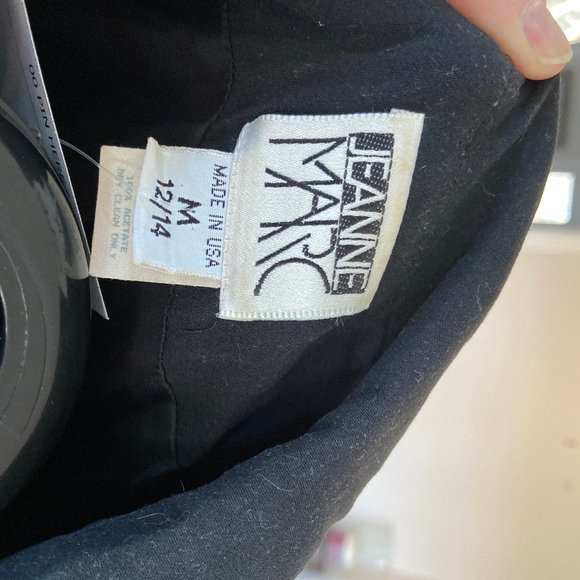 JEANNE
MARC
MADE IN USA
M
12/14
100% ACETATE
DRY CLEAN ONLY